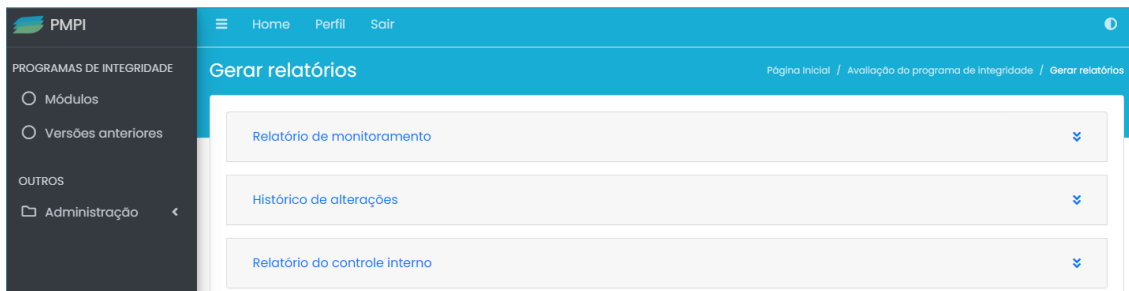 PMPI
Home Perfil Sair
PROGRAMAS DE INTEGRIDADE
Módulos
Versões anteriores
OUTROS
Administração
Gerar relatórios
Página Inicial / Avaliação do programa de integridade / Gerar relatórios
Relatório de monitoramento
Histórico de alterações
Relatório do controle interno